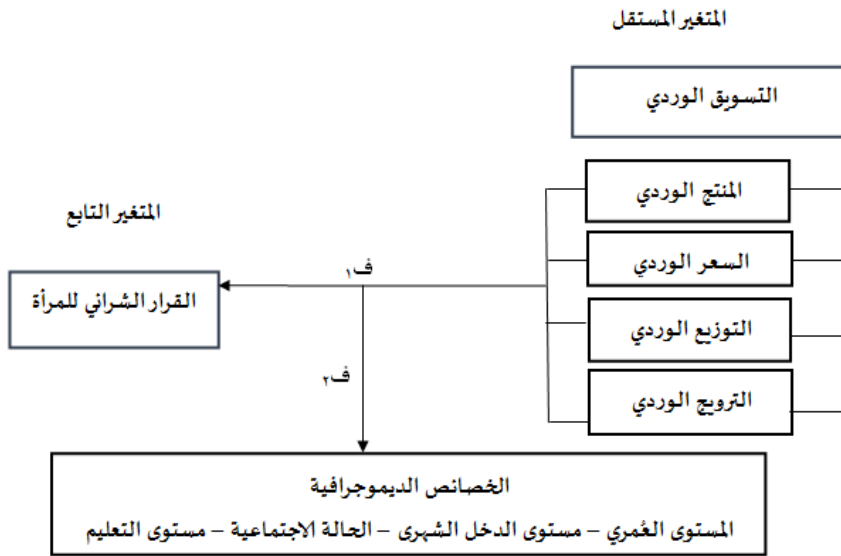 المتغير المستقل
التسويق الوردي
المنتج الوردي
السعر الوردي
التوزيع الوردي
الترويج الوردي
المتغير التابع
القرار الشرائي للمرأة
ف١
ف٢
الخصائص الديموجرافية
المستوى العُمري – مستوى الدخل الشهرى – الحالة الاجتماعية – مستوى التعليم